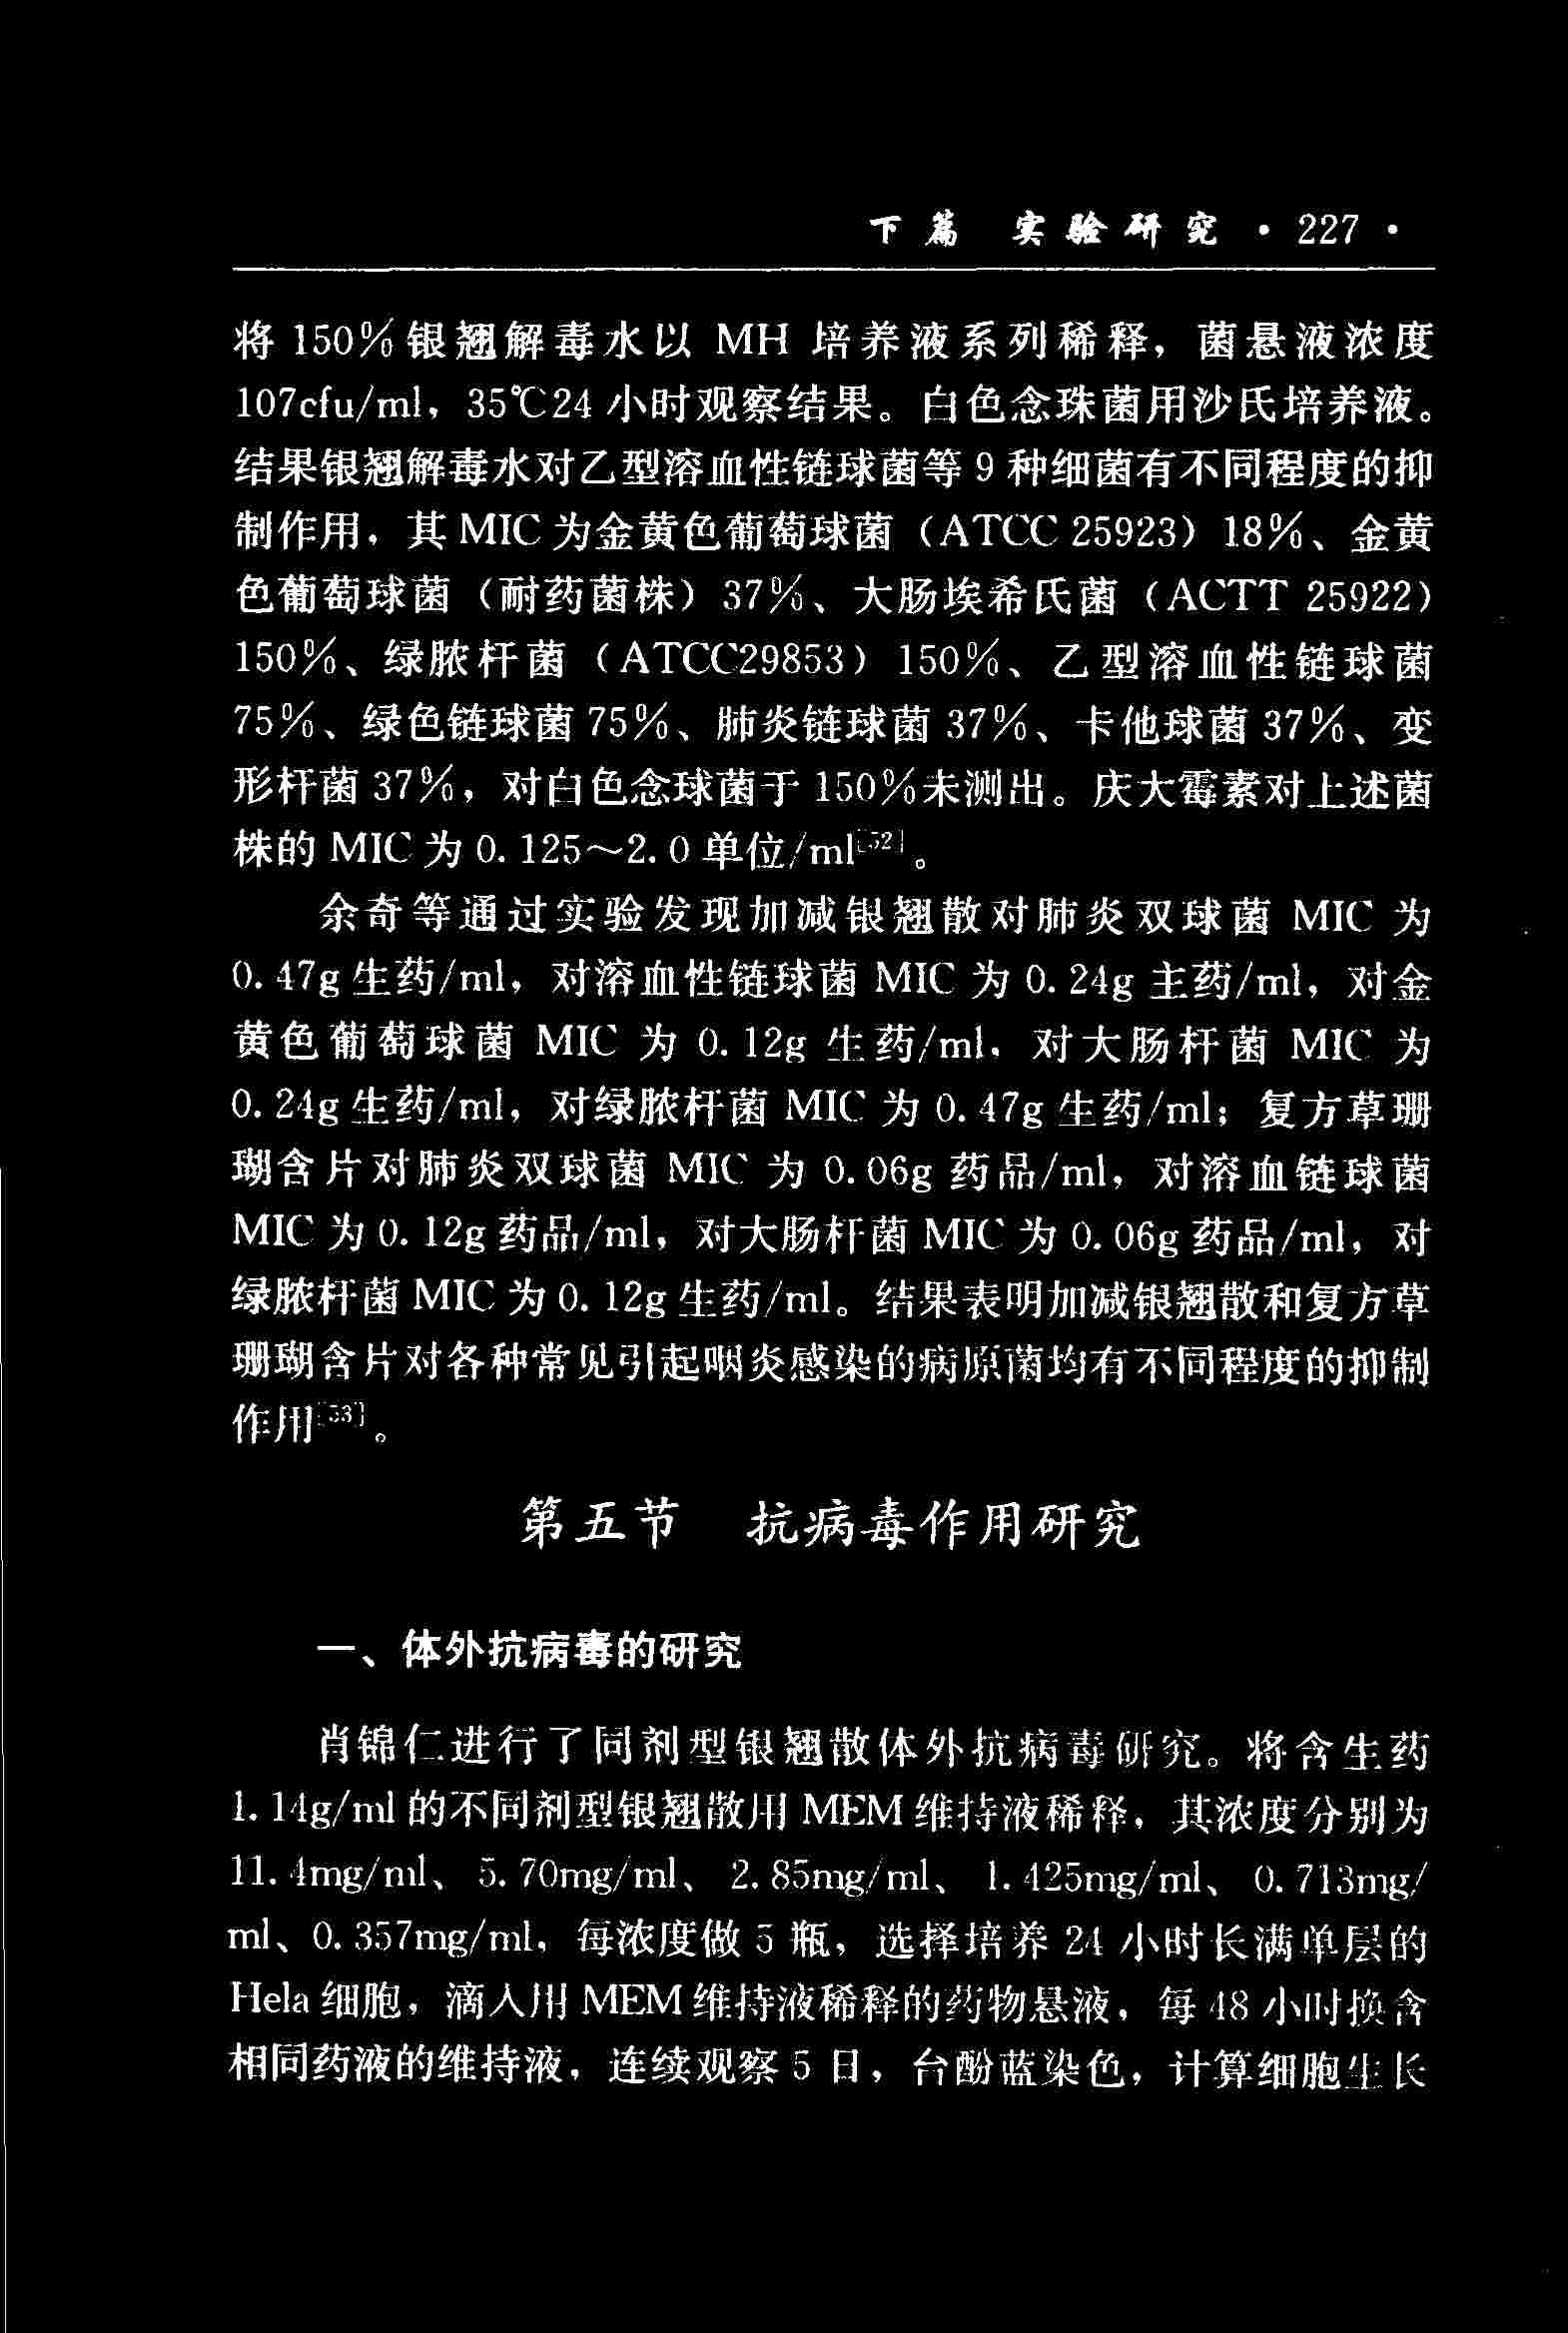 下篇 实验研究 · 227 ·
将 150%银翘解毒水以 MH 培养液系列稀释，菌悬液浓度
107cfu/ml，35℃24 小时观察结果。白色念珠菌用沙氏培养液。
结果银翘解毒水对乙型溶血性链球菌等 9 种细菌有不同程度的抑
制作用，其 MIC 为金黄色葡萄球菌（ATCC 25923）18%、金黄
色葡萄球菌（耐药菌株）37%、大肠埃希氏菌（ACTT 25922）
150%、绿脓杆菌（ATCC29853）150%、乙型溶血性链球菌
75%、绿色链球菌 75%、肺炎链球菌 37%、卡他球菌 37%、变
形杆菌 37%，对白色念球菌于 150%未测出。庆大霉素对上述菌
株的 MIC 为 0.125～2.0 单位/ml[52]。
余奇等通过实验发现加减银翘散对肺炎双球菌 MIC 为
0.47g 生药/ml，对溶血性链球菌 MIC 为 0.24g 主药/ml，对金
黄色葡萄球菌 MIC 为 0.12g 生药/ml，对大肠杆菌 MIC 为
0.24g 生药/ml，对绿脓杆菌 MIC 为 0.47g 生药/ml；复方草珊
瑚含片对肺炎双球菌 MIC 为 0.06g 药品/ml，对溶血链球菌
MIC 为 0.12g 药品/ml，对大肠杆菌 MIC 为 0.06g 药品/ml，对
绿脓杆菌 MIC 为 0.12g 生药/ml。结果表明加减银翘散和复方草
珊瑚含片对各种常见引起咽炎感染的病原菌均有不同程度的抑制
作用[53]。
第五节 抗病毒作用研究
一、体外抗病毒的研究
肖锦仁进行了同剂型银翘散体外抗病毒研究。将含生药
1.14g/ml 的不同剂型银翘散用 MEM 维持液稀释，其浓度分别为
11.4mg/ml、5.70mg/ml、2.85mg/ml、1.425mg/ml、0.713mg/
ml、0.357mg/ml，每浓度做 5 瓶，选择培养 24 小时长满单层的
Hela 细胞，滴入用 MEM 维持液稀释的药物悬液，每 48 小时换含
相同药液的维持液，连续观察 5 日，台酚蓝染色，计算细胞生长